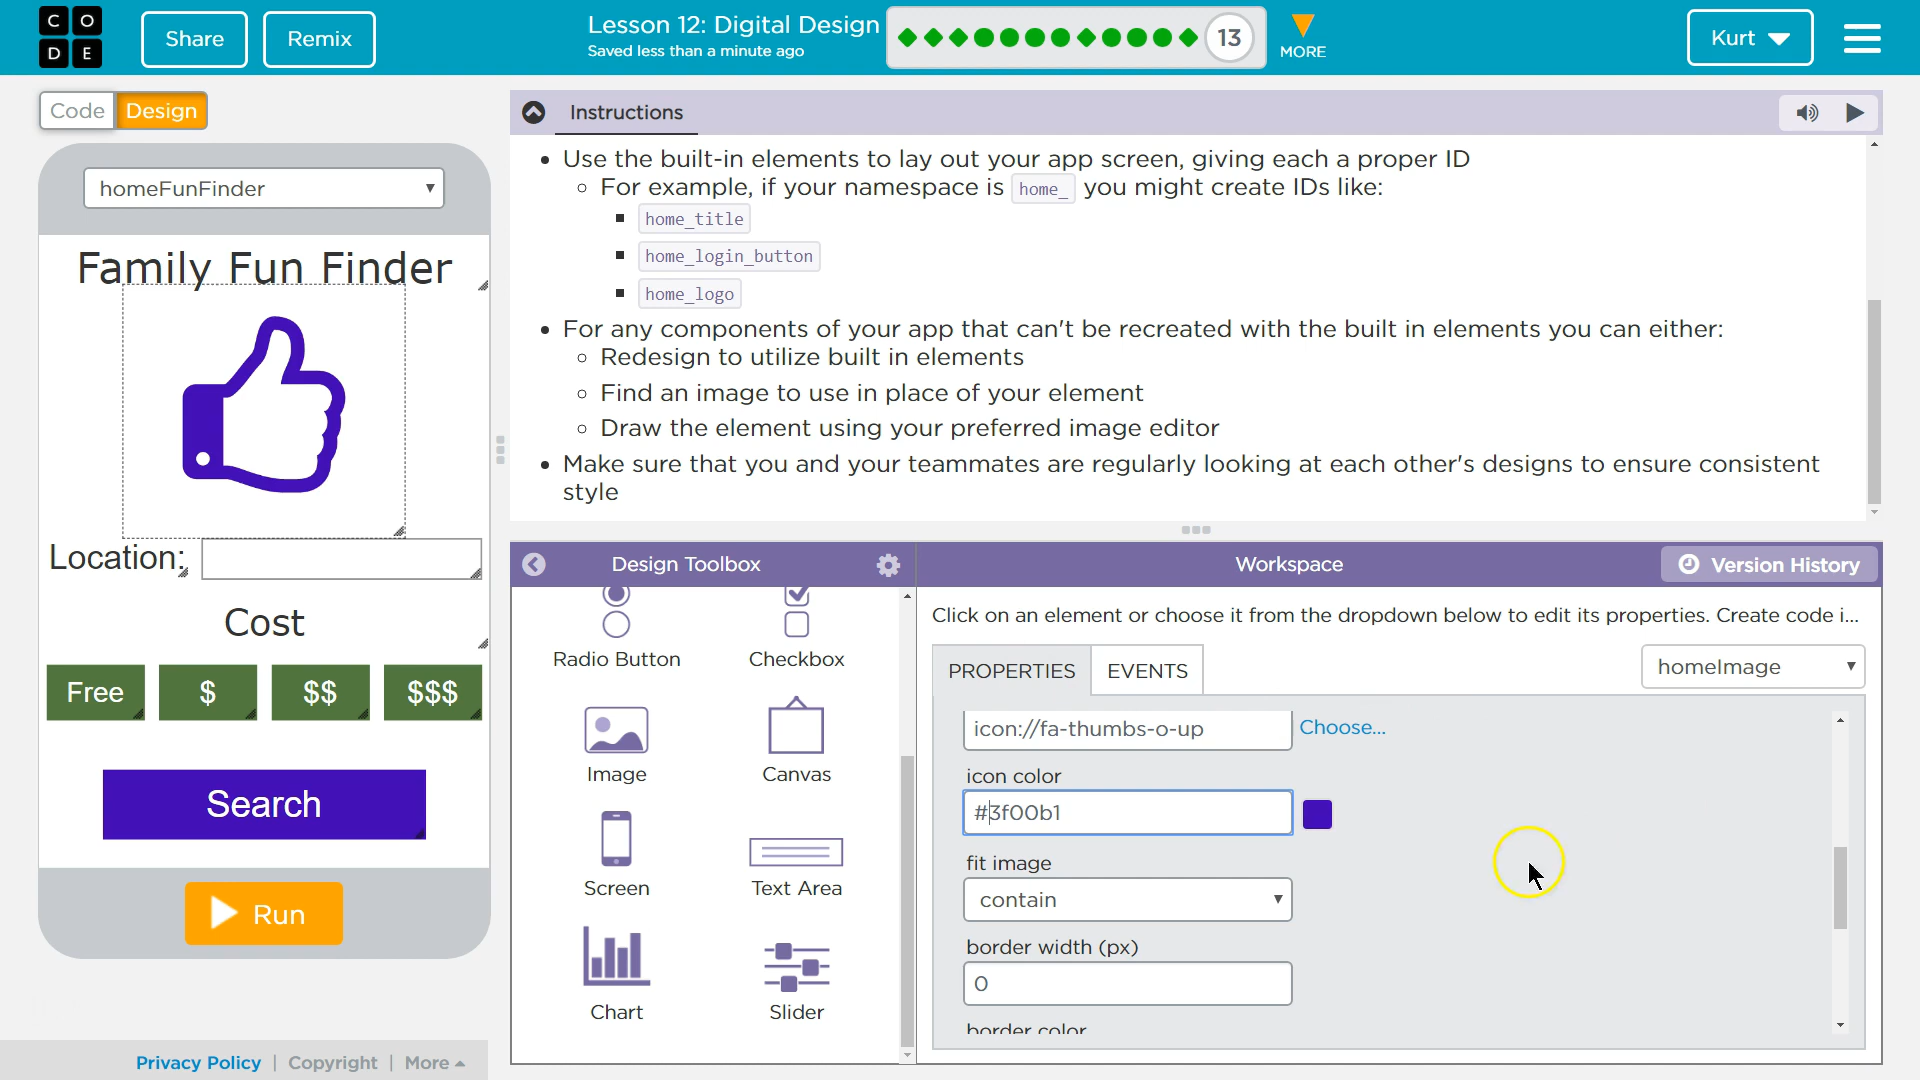 CODE
Share
Remix
Lesson 12: Digital Design
Saved less than a minute ago
13
MORE
Kurt
Code
Design
Instructions
homeFunFinder
Use the built-in elements to lay out your app screen, giving each a proper ID
For example, if your namespace is home_ you might create IDs like:
home_title
home_login_button
home_logo
For any components of your app that can't be recreated with the built in elements you can either:
Redesign to utilize built in elements
Find an image to use in place of your element
Draw the element using your preferred image editor
Make sure that you and your teammates are regularly looking at each other's designs to ensure consistent
style
Family Fun Finder
Location:
Cost
Free
$
$$
$$$
Search
Run
Design Toolbox
Workspace
Version History
Radio Button
Checkbox
Image
Canvas
Screen
Text Area
Chart
Slider
Click on an element or choose it from the dropdown below to edit its properties. Create code i...
PROPERTIES
EVENTS
homeImage
icon://fa-thumbs-o-up
Choose...
icon color
#3f00b1
fit image
contain
border width (px)
0
border color
Privacy Policy | Copyright | More